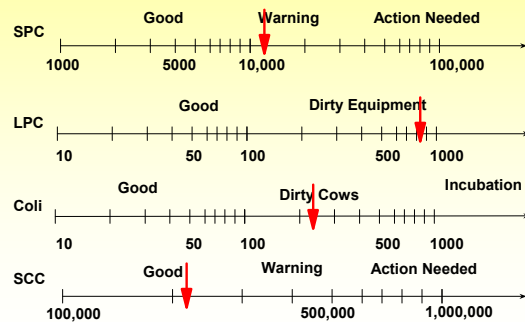 Good Warning Action Needed
SPC
1000 5000 10,000 100,000
Good Dirty Equipment
LPC
10 50 100 500 1000
Good Dirty Cows Incubation
Coli
10 50 100 500 1000
Good Warning Action Needed
SCC
100,000 500,000 1,000,000